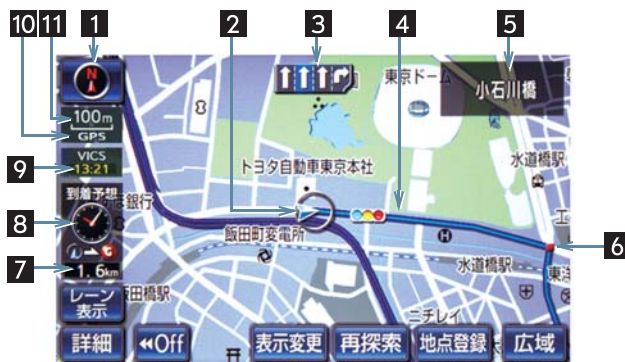 10 11 1 2 3 4 5
N
100m
GPS
VICS
13:21
9
到着予想
8
7
1.6km
レーン
表示
詳細
◀◀Off
表示変更
再探索
地点登録
広域
東京ドーム
小石川橋
水道橋駅
トヨタ自動車東京本社
銀行
飯田町変電所
H
6
水道橋駅
飯田橋駅
ニチレイ
東洋
工